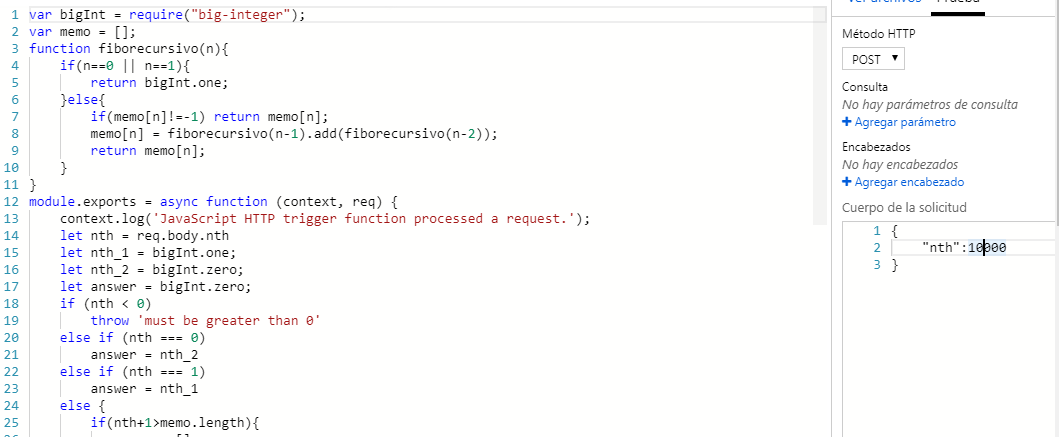 1 var bigInt = require("big-integer");
2 var memo = [];
3 function fiborecursivo(n){
4     if(n==0 || n==1){
5         return bigInt.one;
6     }else{
7         if(memo[n]!=-1) return memo[n];
8         memo[n] = fiborecursivo(n-1).add(fiborecursivo(n-2));
9         return memo[n];
10     }
11 }
12 module.exports = async function (context, req) {
13     context.log('JavaScript HTTP trigger function processed a request.');
14     let nth = req.body.nth
15     let nth_1 = bigInt.one;
16     let nth_2 = bigInt.zero;
17     let answer = bigInt.zero;
18     if (nth < 0)
19         throw 'must be greater than 0'
20     else if (nth === 0)
21         answer = nth_2
22     else if (nth === 1)
23         answer = nth_1
24     else {
25         if(nth+1>memo.length){
Ver archivos Prueba
Método HTTP
POST
Consulta
No hay parámetros de consulta
+ Agregar parámetro
Encabezados
No hay encabezados
+ Agregar encabezado
Cuerpo de la solicitud
1 {
2     "nth":10000
3 }